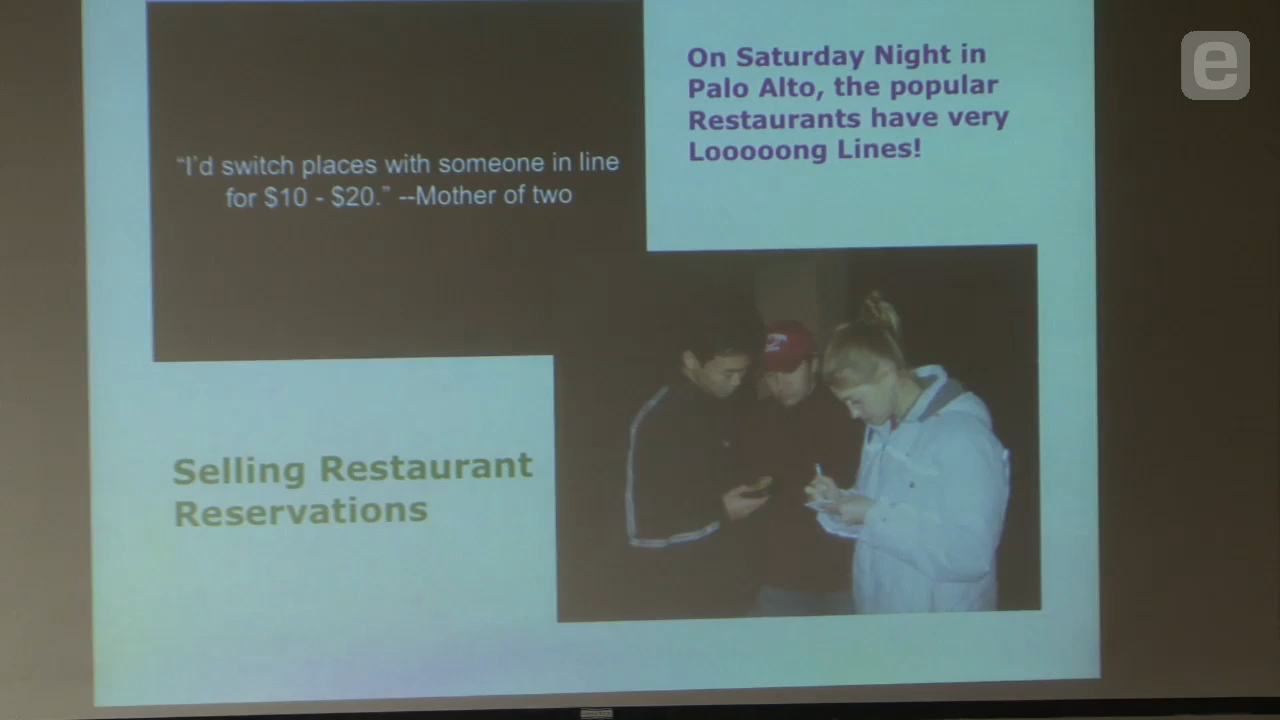 On Saturday Night in
Palo Alto, the popular
Restaurants have very
Looooong Lines!
"I'd switch places with someone in line
for $10 - $20." --Mother of two
Selling Restaurant
Reservations
e